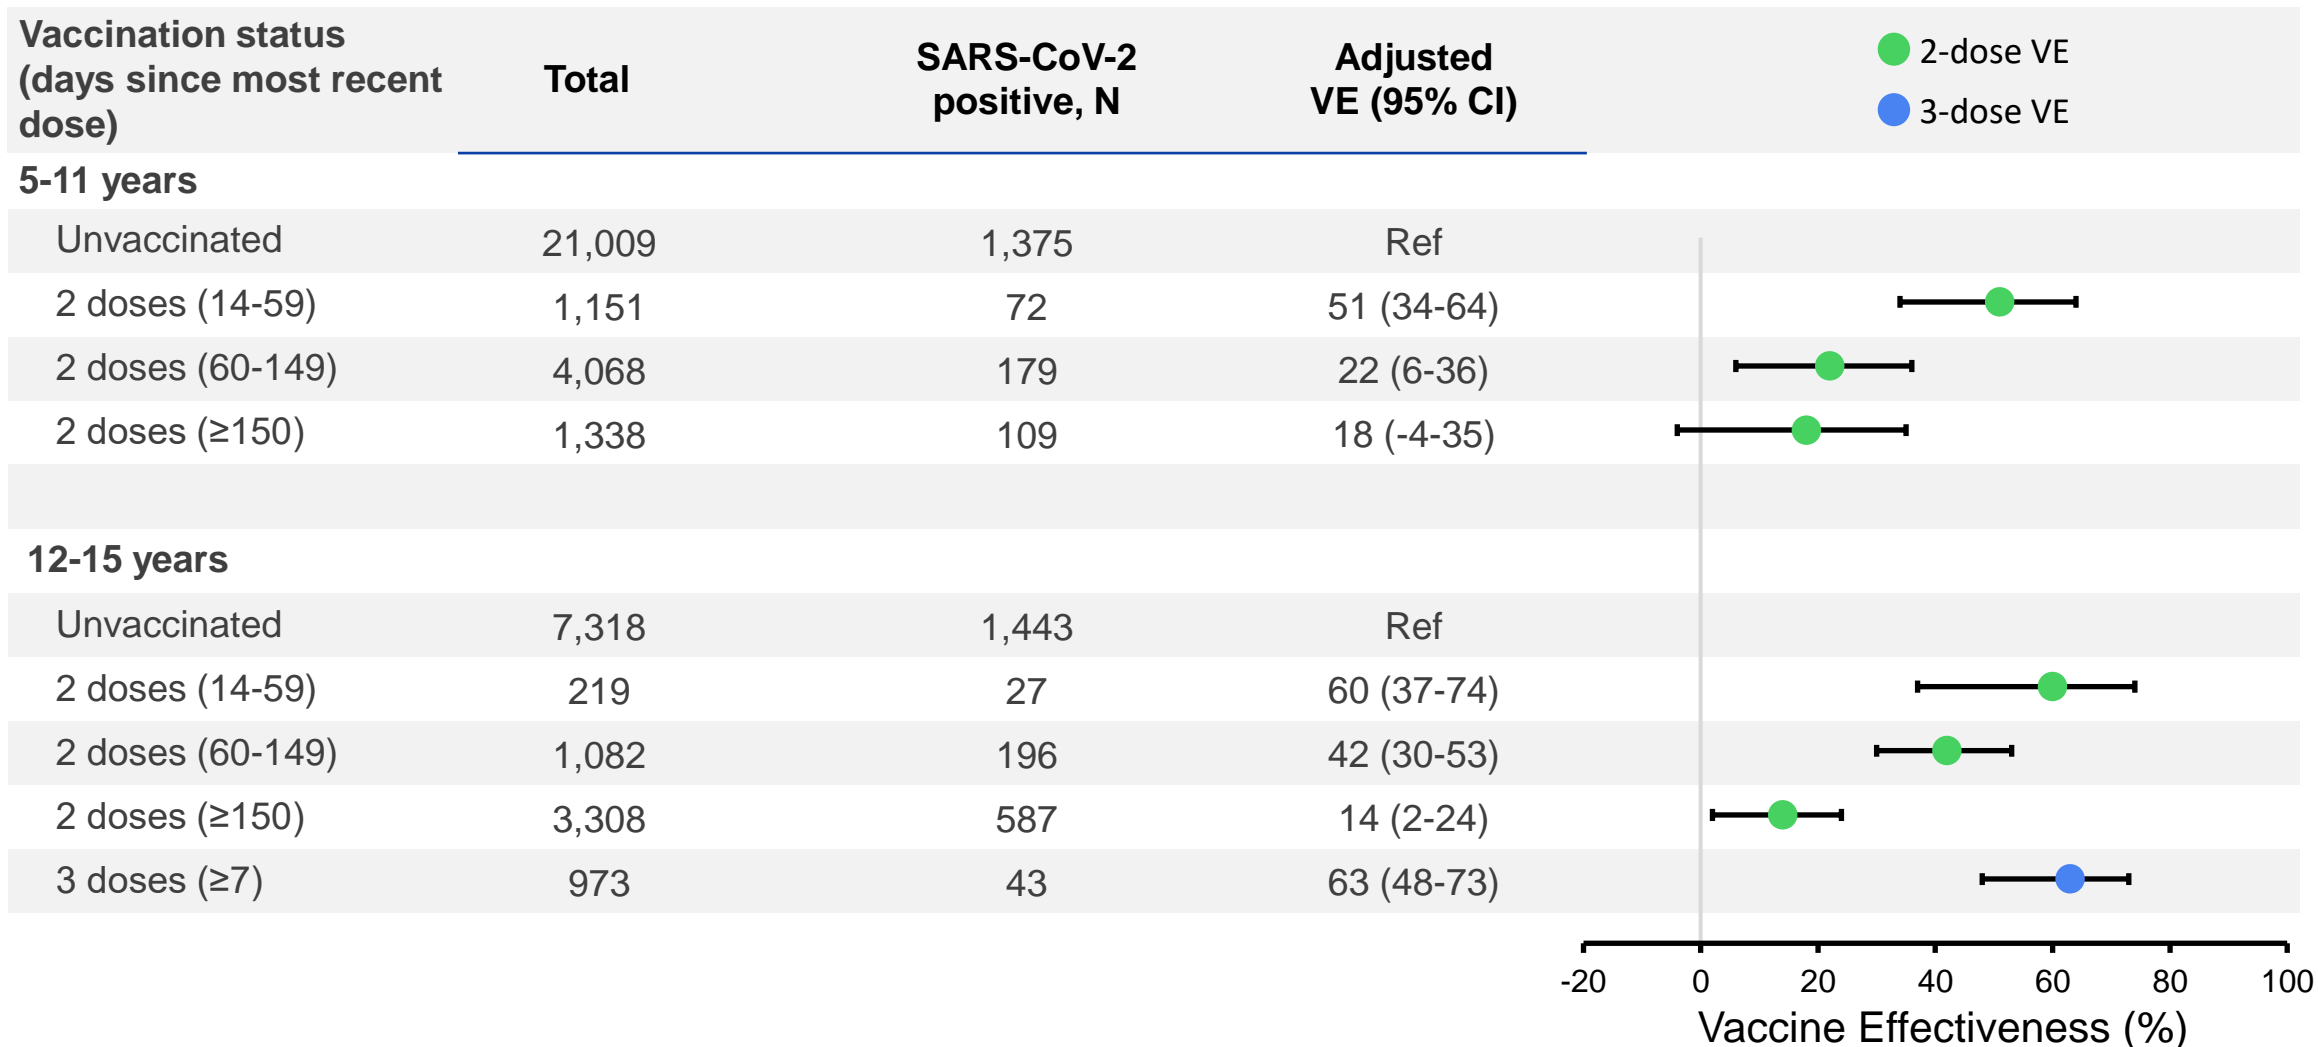 Vaccination status
(days since most recent
dose)
Total
SARS-CoV-2
positive, N
Adjusted
VE (95% CI)
2-dose VE
3-dose VE
5-11 years
Unvaccinated 21,009 1,375 Ref
2 doses (14-59) 1,151 72 51 (34-64)
2 doses (60-149) 4,068 179 22 (6-36)
2 doses (≥150) 1,338 109 18 (-4-35)
12-15 years
Unvaccinated 7,318 1,443 Ref
2 doses (14-59) 219 27 60 (37-74)
2 doses (60-149) 1,082 196 42 (30-53)
2 doses (≥150) 3,308 587 14 (2-24)
3 doses (≥7) 973 43 63 (48-73)
-20 0 20 40 60 80 100
Vaccine Effectiveness (%)